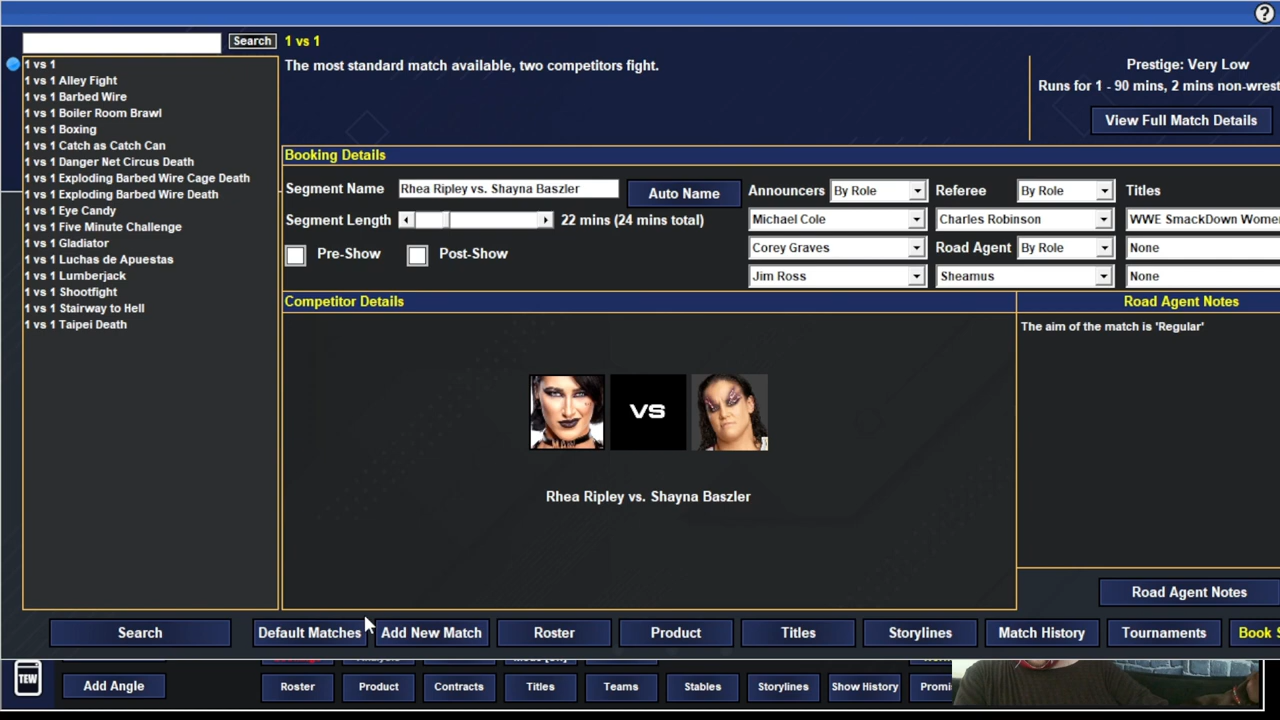 ?
Search
1 vs 1
Prestige: Very Low
The most standard match available, two competitors fight.
Runs for 1 - 90 mins, 2 mins non-wrest
View Full Match Details
1 vs 1
1 vs 1 Alley Fight
1 vs 1 Barbed Wire
1 vs 1 Boiler Room Brawl
1 vs 1 Boxing
1 vs 1 Catch as Catch Can
1 vs 1 Danger Net Circus Death
1 vs 1 Exploding Barbed Wire Cage Death
1 vs 1 Exploding Barbed Wire Death
1 vs 1 Eye Candy
1 vs 1 Five Minute Challenge
1 vs 1 Gladiator
1 vs 1 Luchas de Apuestas
1 vs 1 Lumberjack
1 vs 1 Shootfight
1 vs 1 Stairway to Hell
1 vs 1 Taipei Death
Booking Details
Segment Name Rhea Ripley vs. Shayna Baszler Auto Name
Segment Length 22 mins (24 mins total)
Pre-Show Post-Show
Announcers By Role Referee By Role Titles
Michael Cole Charles Robinson WWE SmackDown Wome
Corey Graves Road Agent By Role None
Jim Ross Sheamus None
Competitor Details
VS
Rhea Ripley vs. Shayna Baszler
Road Agent Notes
The aim of the match is 'Regular'
Road Agent Notes
Search Default Matches Add New Match Roster Product Titles Storylines Match History Tournaments Book
TEW
Add Angle Roster Product Contracts Titles Teams Stables Storylines Show History